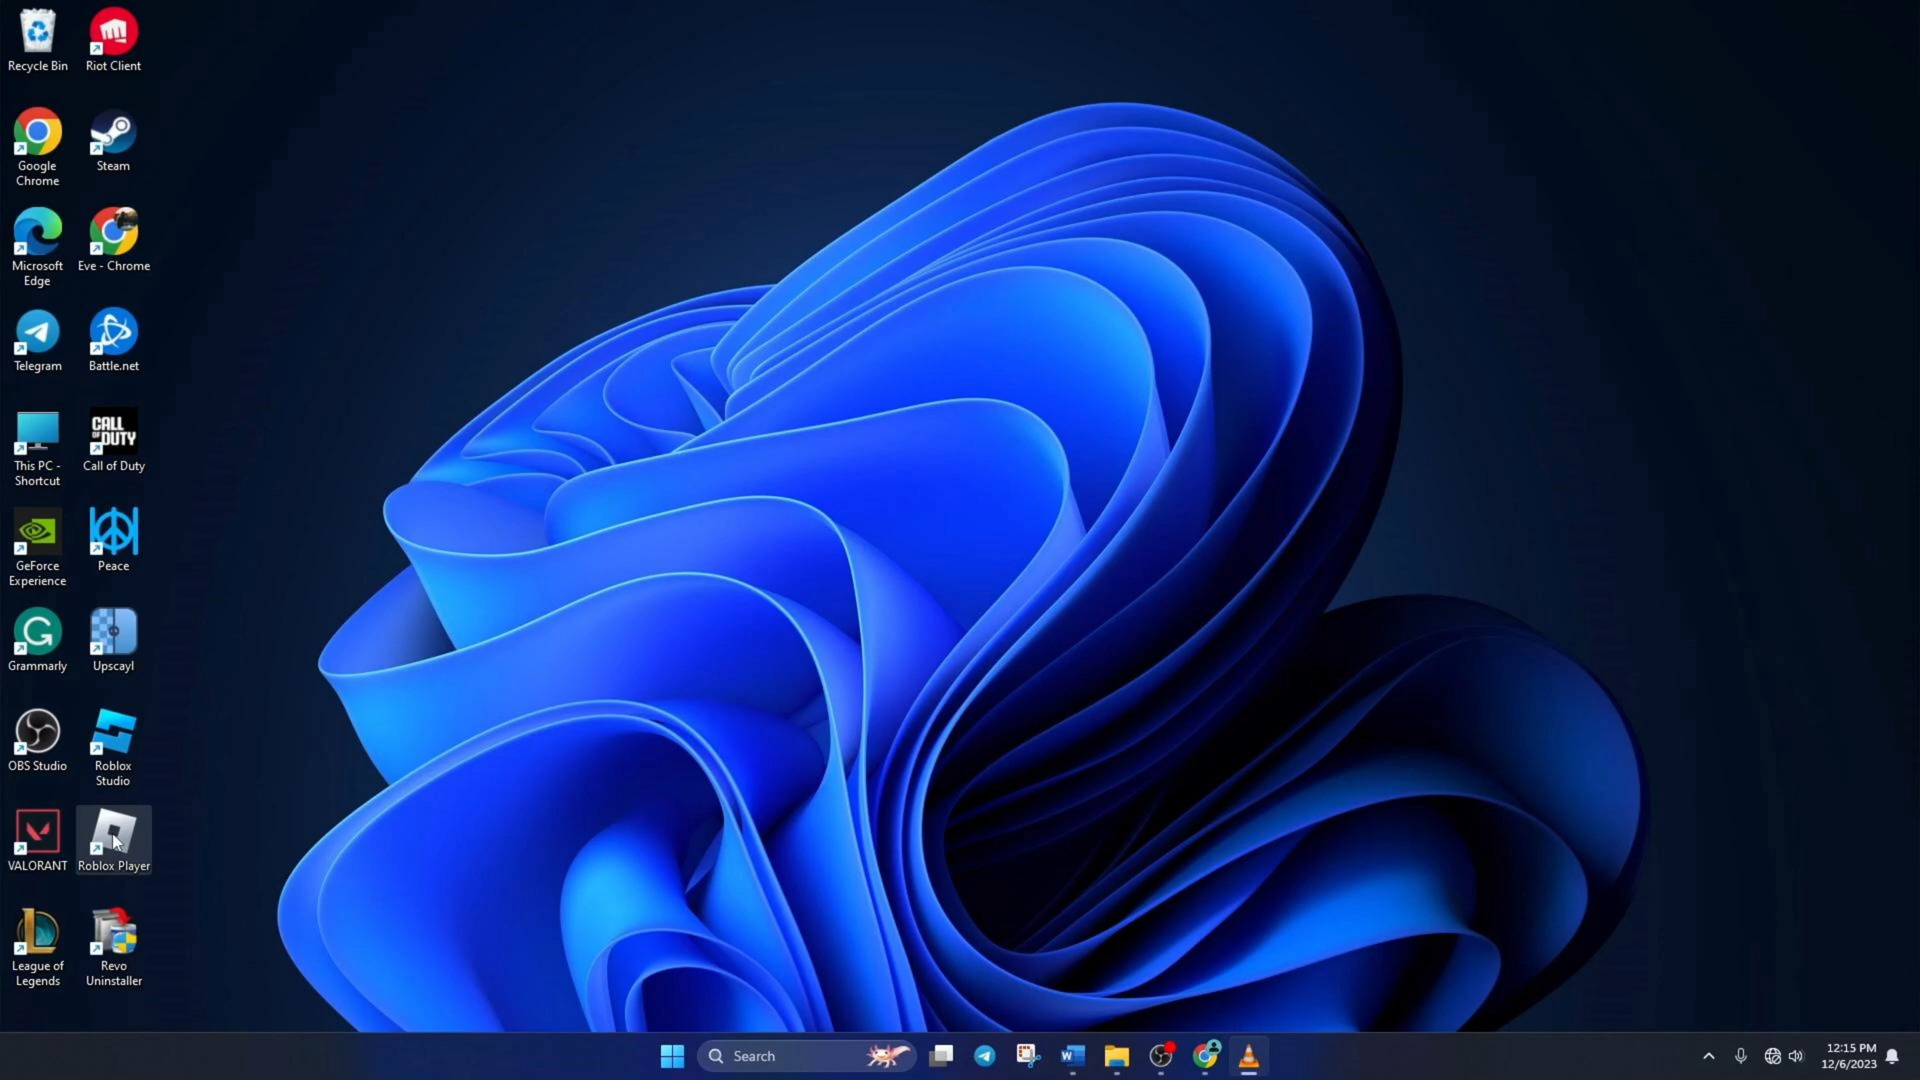 Recycle Bin
Riot Client
Google
Chrome
Steam
Microsoft
Edge
Eve - Chrome
Telegram
Battle.net
This PC -
Shortcut
CALL
OF DUTY
Call of Duty
GeForce
Experience
Peace
Grammarly
Upscayl
OBS Studio
Roblox
Studio
VALORANT
Roblox Player
League of
Legends
Revo
Uninstaller
Search
12:15 PM
12/6/2023